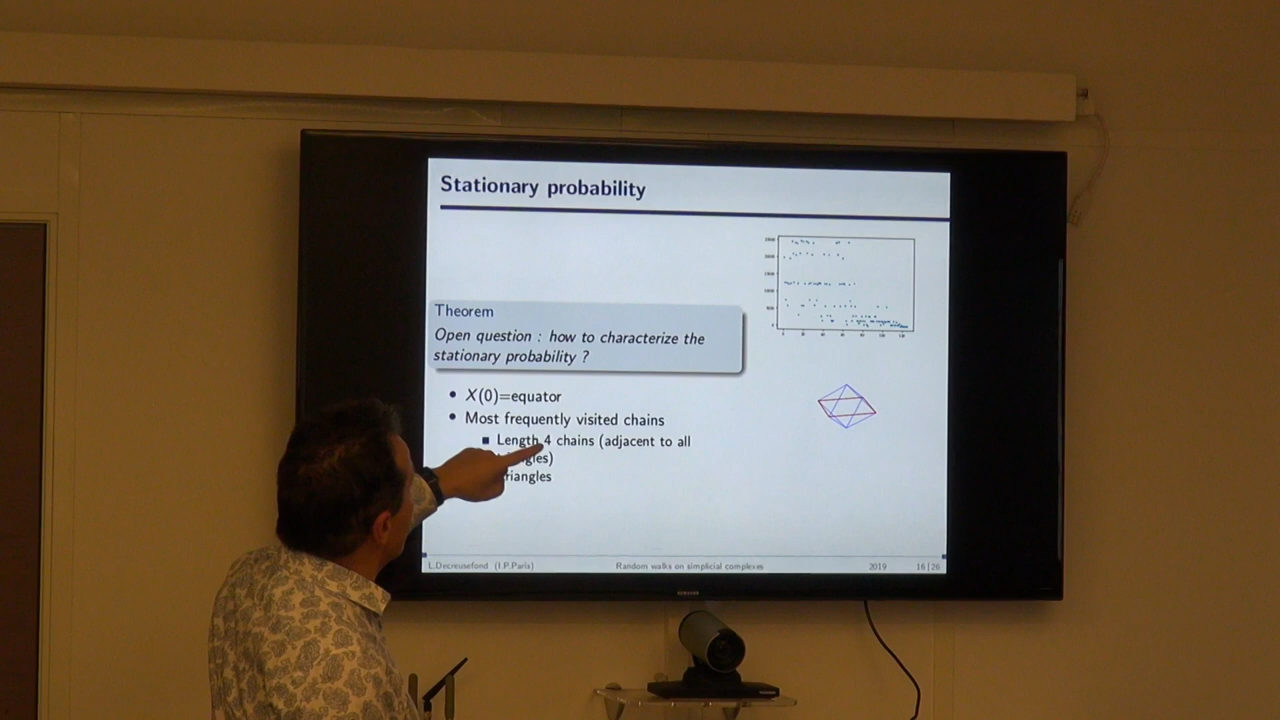 Stationary probability
Theorem
Open question : how to characterize the
stationary probability ?
X(0)=equator
Most frequently visited chains
Length 4 chains (adjacent to all
riangles
L.Decreusefond (I.P.Paris)
Random walks on simplicial complexes
2019
16|26
SAMSUNG